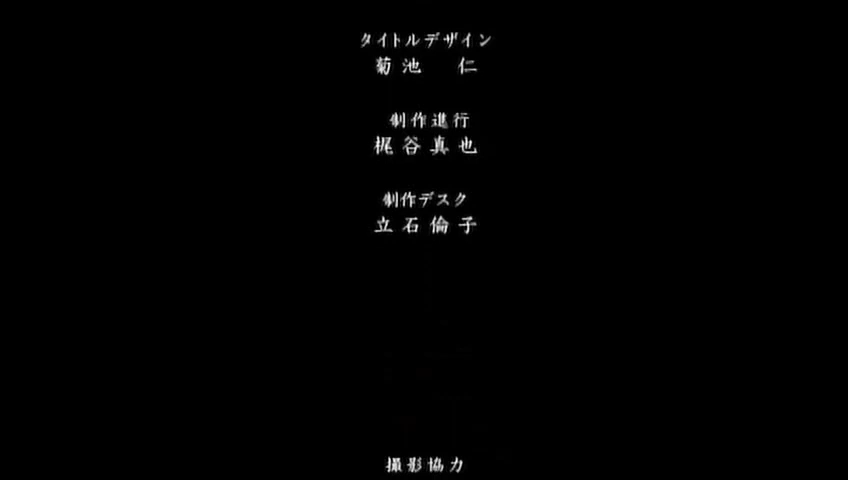 タイトルデザイン
菊池 仁
制作進行
梶谷真也
制作デスク
立石倫子
撮影協力